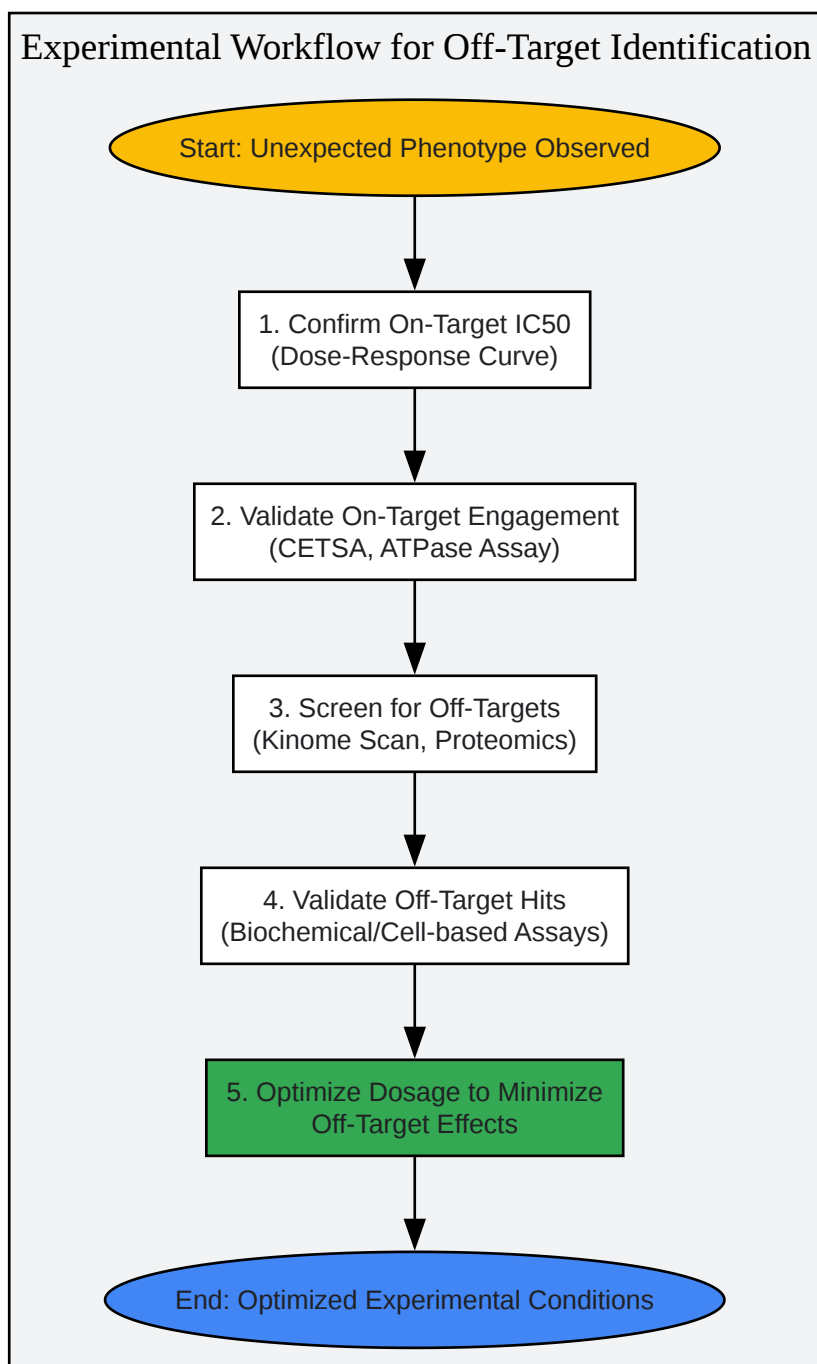 Experimental Workflow for Off-Target Identification
Start: Unexpected Phenotype Observed
1. Confirm On-Target IC50
(Dose-Response Curve)
2. Validate On-Target Engagement
(CETSA, ATPase Assay)
3. Screen for Off-Targets
(Kinome Scan, Proteomics)
4. Validate Off-Target Hits
(Biochemical/Cell-based Assays)
5. Optimize Dosage to Minimize
Off-Target Effects
End: Optimized Experimental Conditions